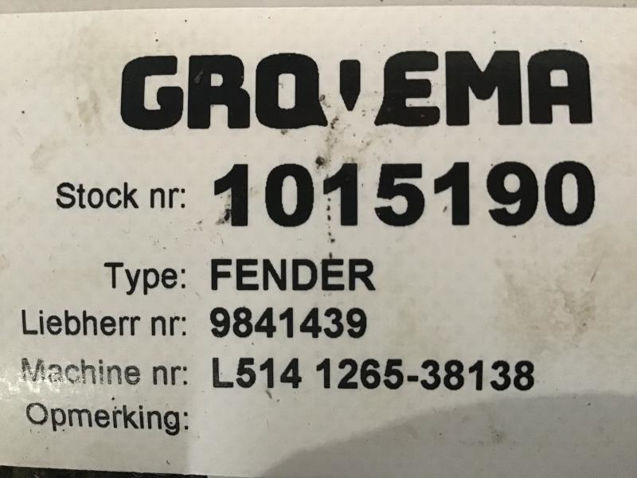 GROVEMA
Stock nr: 1015190
Type: FENDER
Liebherr nr: 9841439
Machine nr: L514 1265-38138
Opmerking: